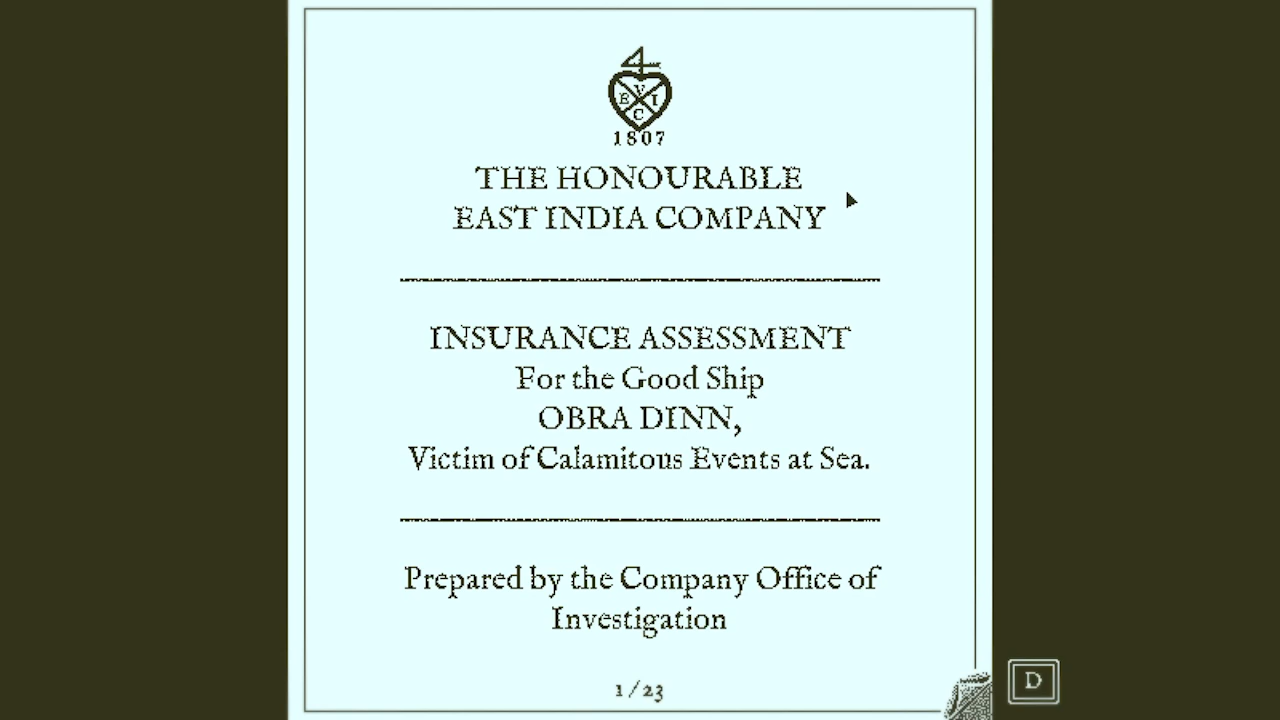 4
V
E I
C
1807
THE HONOURABLE
EAST INDIA COMPANY
INSURANCE ASSESSMENT
For the Good Ship
OBRA DINN,
Victim of Calamitous Events at Sea.
Prepared by the Company Office of
Investigation
1/23
D